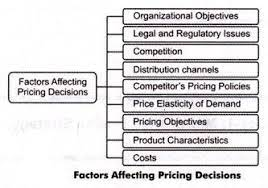 Organizational Objectives
Legal and Regulatory Issues
Competition
Distribution channels
Factors Affecting
Pricing Decisions
Competitor's Pricing Policies
Price Elasticity of Demand
Pricing Objectives
Product Characteristics
Costs
Factors Affecting Pricing Decisions